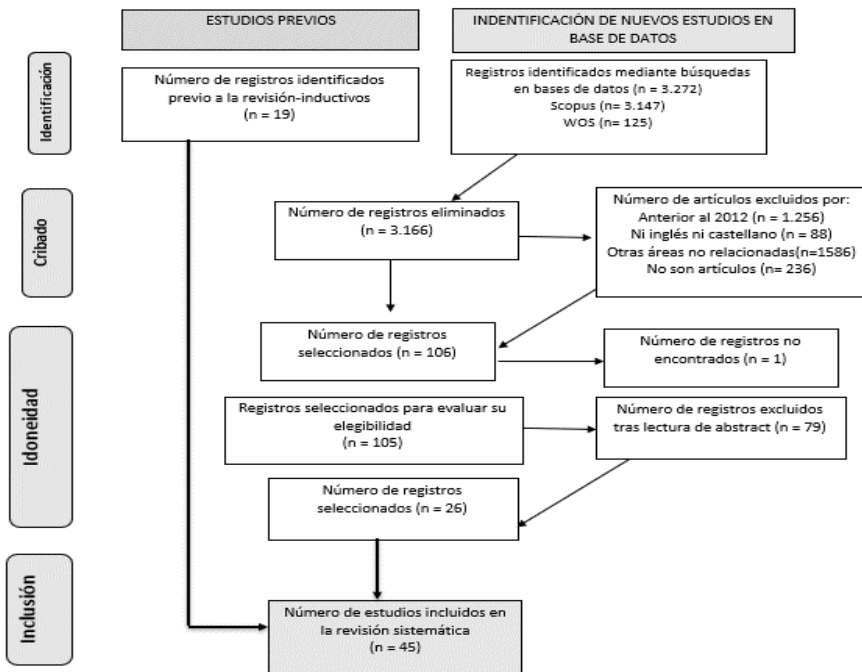 ESTUDIOS PREVIOS
INDENTIFICACIÓN DE NUEVOS ESTUDIOS EN
BASE DE DATOS
Identificación
Número de registros identificados
previo a la revisión-inductivos
(n = 19)
Registros identificados mediante búsquedas
en bases de datos (n = 3.272)
Scopus (n = 3.147)
WOS (n= 125)
Cribado
Número de registros eliminados
(n = 3.166)
Número de artículos excluidos por:
Anterior al 2012 (n = 1.256)
Ni inglés ni castellano (n = 88)
Otras áreas no relacionadas(n=1586)
No son artículos (n= 236)
Idoneidad
Número de registros
seleccionados (n = 106)
Número de registros no
encontrados (n = 1)
Registros seleccionados para evaluar su
elegibilidad
(n = 105)
Número de registros excluidos
tras lectura de abstract (n = 79)
Número de registros
seleccionados (n = 26)
Inclusión
Número de estudios incluidos en
la revisión sistemática
(n = 45)